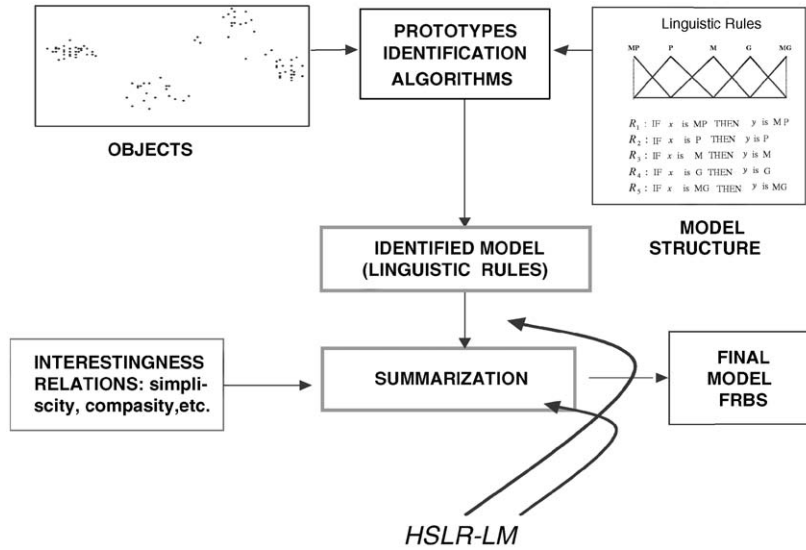 PROTOTYPES
IDENTIFICATION
ALGORITHMS
OBJECTS
Linguistic Rules
MP P M G MG
R1 : IF x is MP THEN y is MP
R2 : IF x is P THEN y is P
R3 : IF x is M THEN y is M
R4 : IF x is G THEN y is G
R5 : IF x is MG THEN y is MG
MODEL
STRUCTURE
IDENTIFIED MODEL
(LINGUISTIC RULES)
INTERESTINGNESS
RELATIONS: simpli-
scity, compasity,etc.
SUMMARIZATION
FINAL
MODEL
FRBS
HSLR-LM